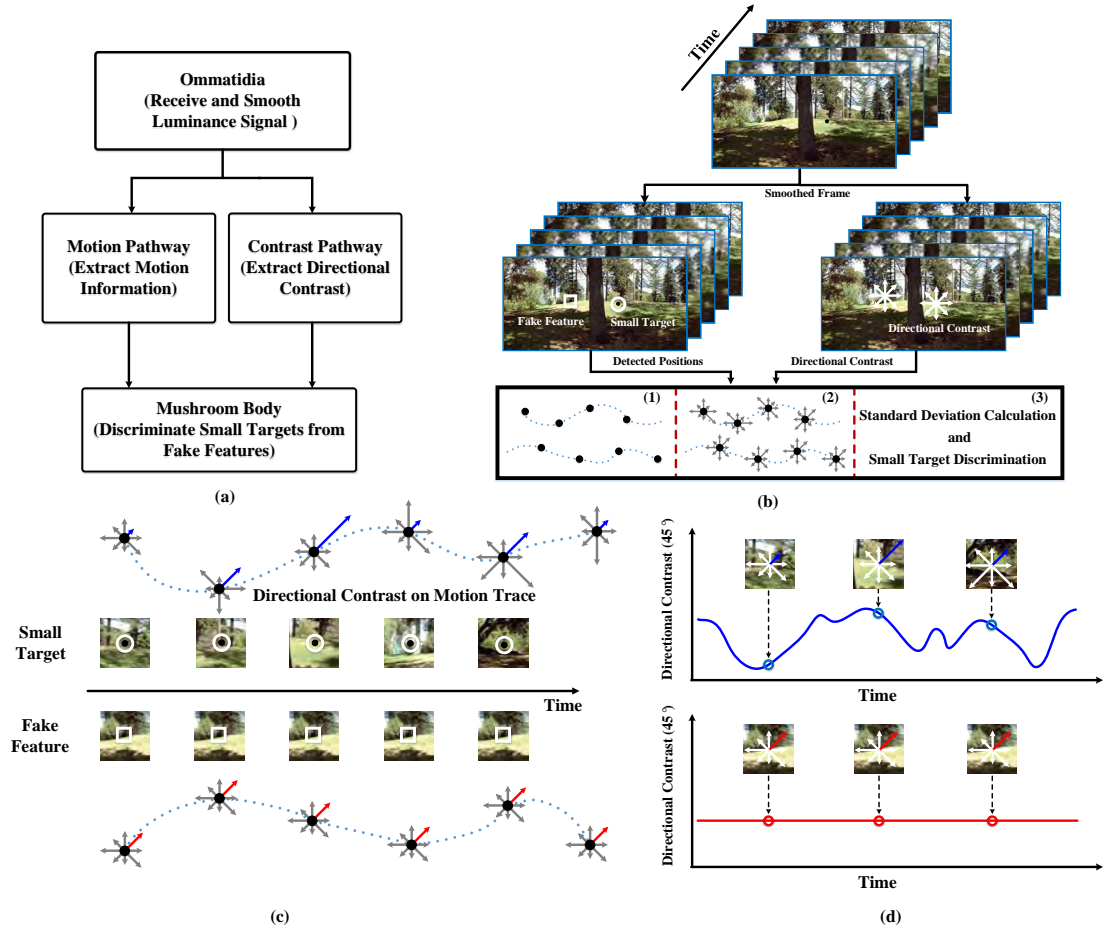 Ommatidia
(Receive and Smooth
Luminance Signal )
Motion Pathway
(Extract Motion
Information)
Contrast Pathway
(Extract Directional
Contrast)
Mushroom Body
(Discriminate Small Targets from
Fake Features)
(a)
Time
Smoothed Frame
Fake Feature
Small Target
Directional Contrast
Detected Positions
Directional Contrast
(1)
(2)
(3)
Standard Deviation Calculation
and
Small Target Discrimination
(b)
Directional Contrast on Motion Trace
Small
Target
Time
Fake
Feature
(c)
Directional Contrast (45°)
Time
Directional Contrast (45°)
Time
(d)